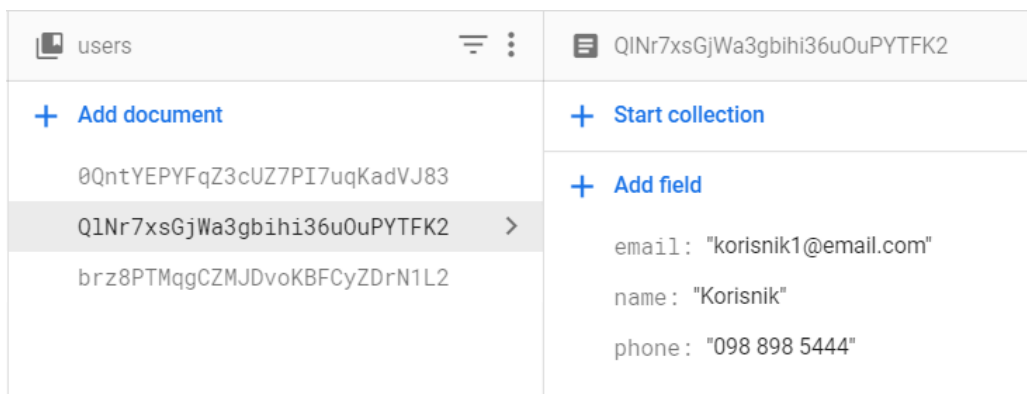 users
Add document
0QntYEPYFqZ3cUZ7PI7uqKadVJ83
QlNr7xsGjWa3gbihi36uOuPYTFK2
brz8PTMqgCZMJDvoKBFCyZDrN1L2
QlNr7xsGjWa3gbihi36uOuPYTFK2
Start collection
Add field
email: "korisnik1@email.com"
name: "Korisnik"
phone: "098 898 5444"